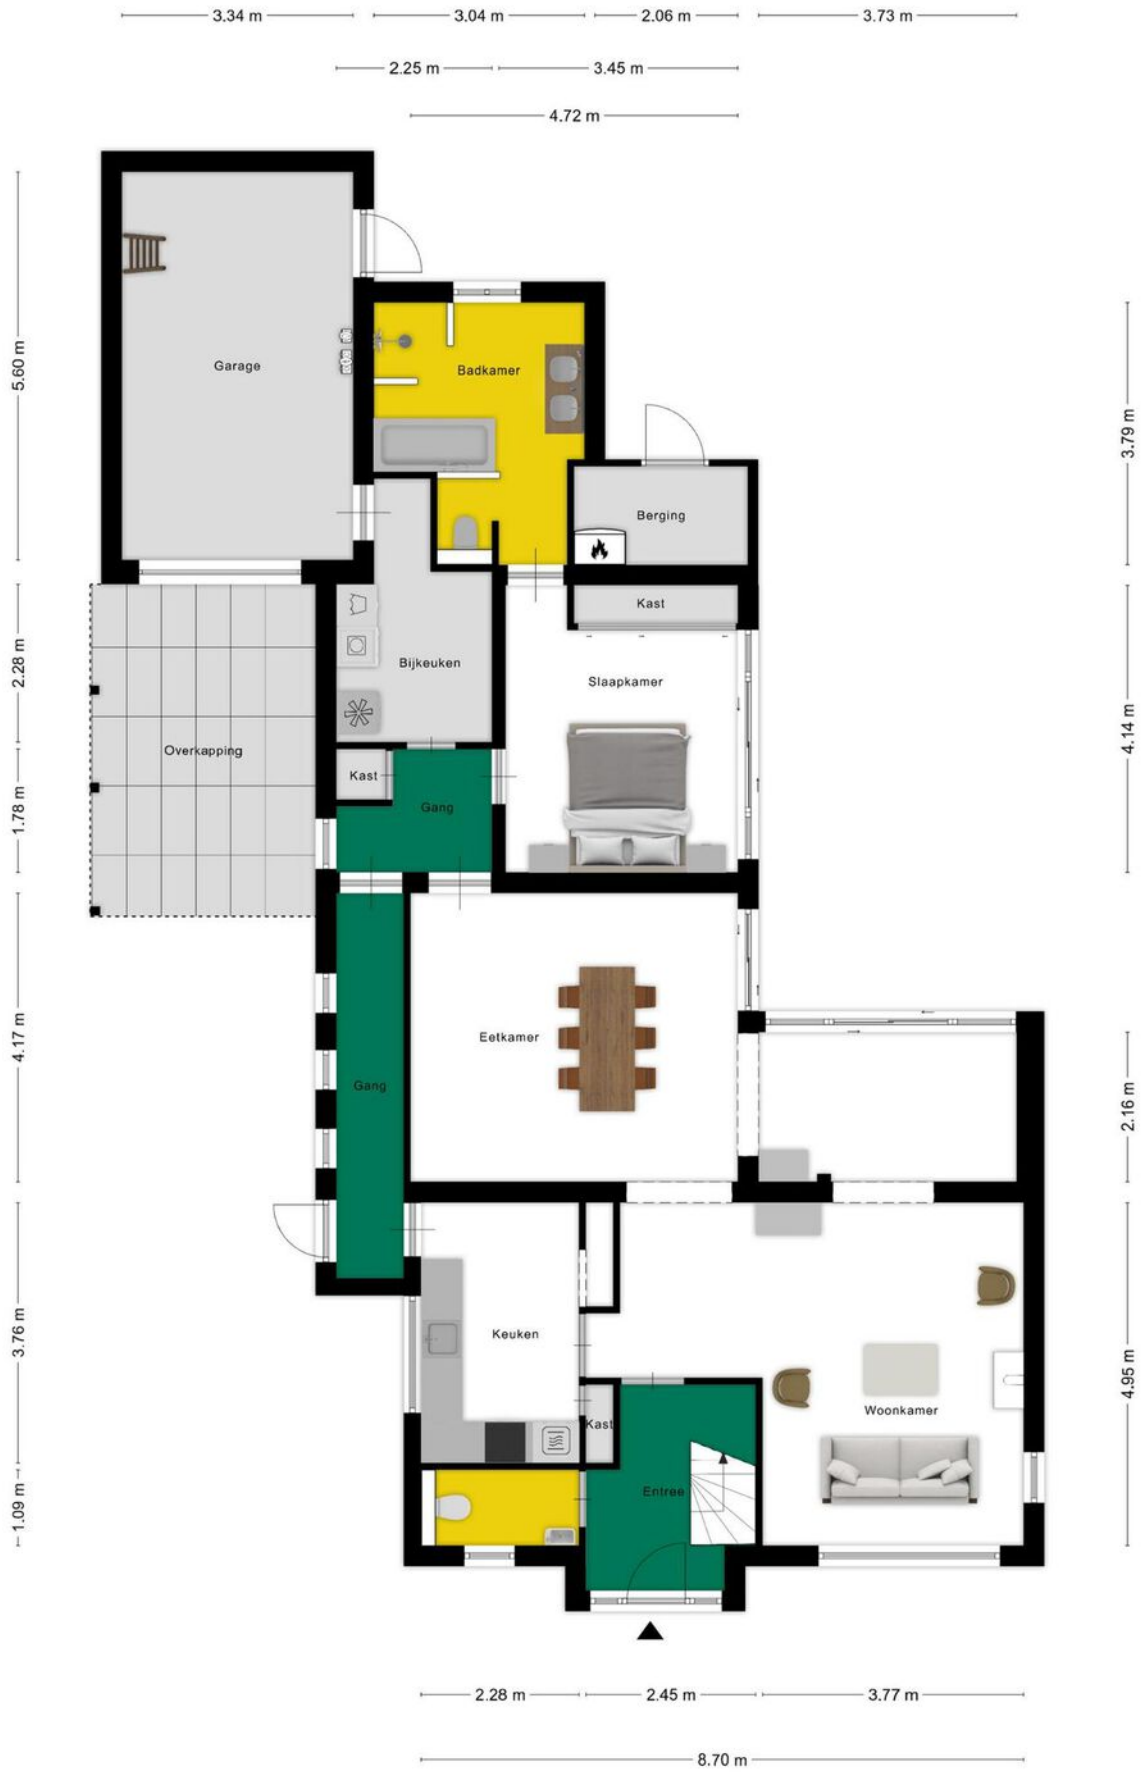 3.34 m
3.04 m
2.06 m
3.73 m
2.25 m
3.45 m
4.72 m
5.60 m
Garage
Badkamer
3.79 m
Berging
Kast
2.28 m
Bijkeuken
Slaapkamer
4.14 m
Overkapping
Kast
1.78 m
Gang
4.17 m
Eetkamer
Gang
2.16 m
3.76 m
Keuken
4.95 m
Woonkamer
Kast
Entree
1.09 m
2.28 m
2.45 m
3.77 m
8.70 m